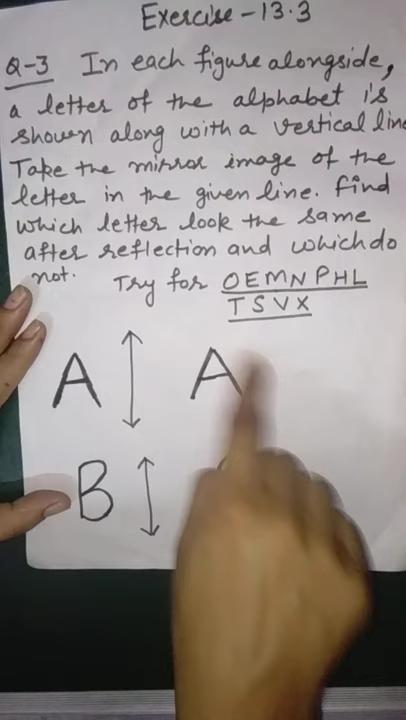 Exercise - 13.3
Q-3 In each figure alongside,
a letter of the alphabet is
shown along with a vertical line
Take the mirror image of the
letter in the given line. find
which letter look the same
after reflection and which do
not. Try for OEMNPHL
TSVX
A A
B